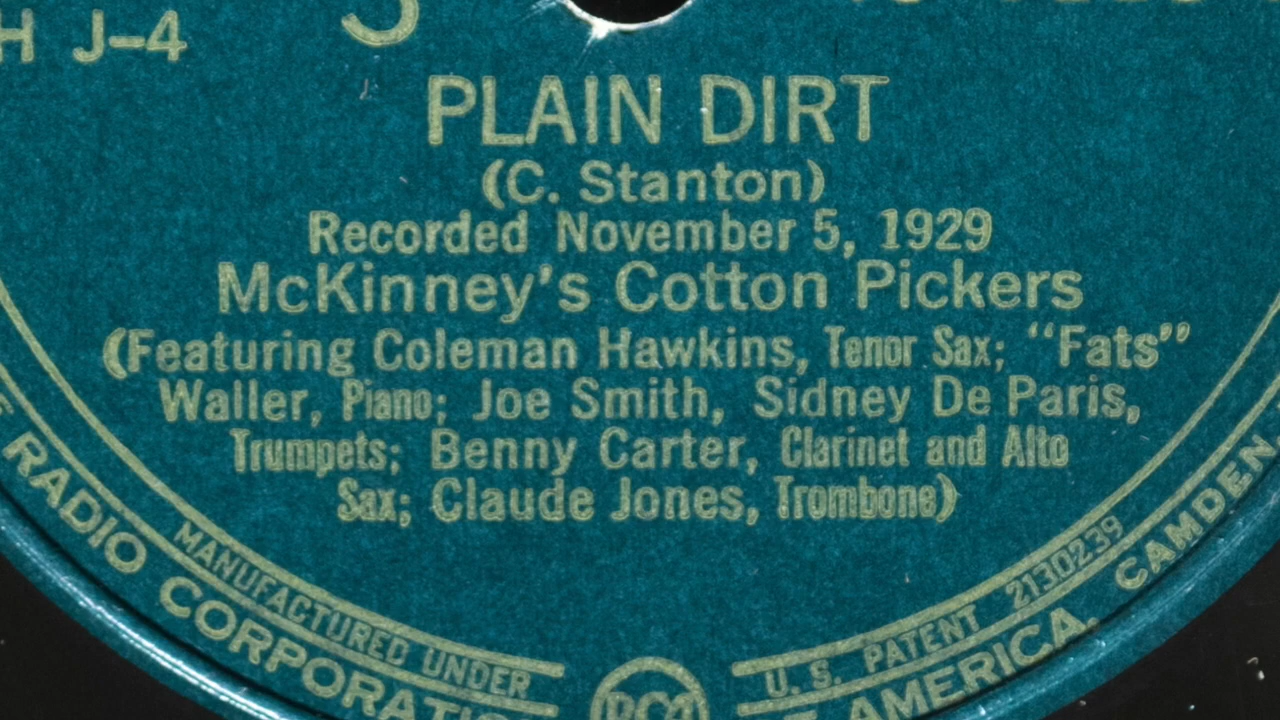 H J–4
PLAIN DIRT
(C. Stanton)
Recorded November 5, 1929
McKinney's Cotton Pickers
(Featuring Coleman Hawkins, Tenor Sax; “Fats”
Waller, Piano; Joe Smith, Sidney De Paris,
Trumpets; Benny Carter, Clarinet and Alto
Sax; Claude Jones, Trombone)
MANUFACTURED UNDER U. S. PATENT 2130239
RADIO CORPORATIO AMERICA, CAMDEN
RCA